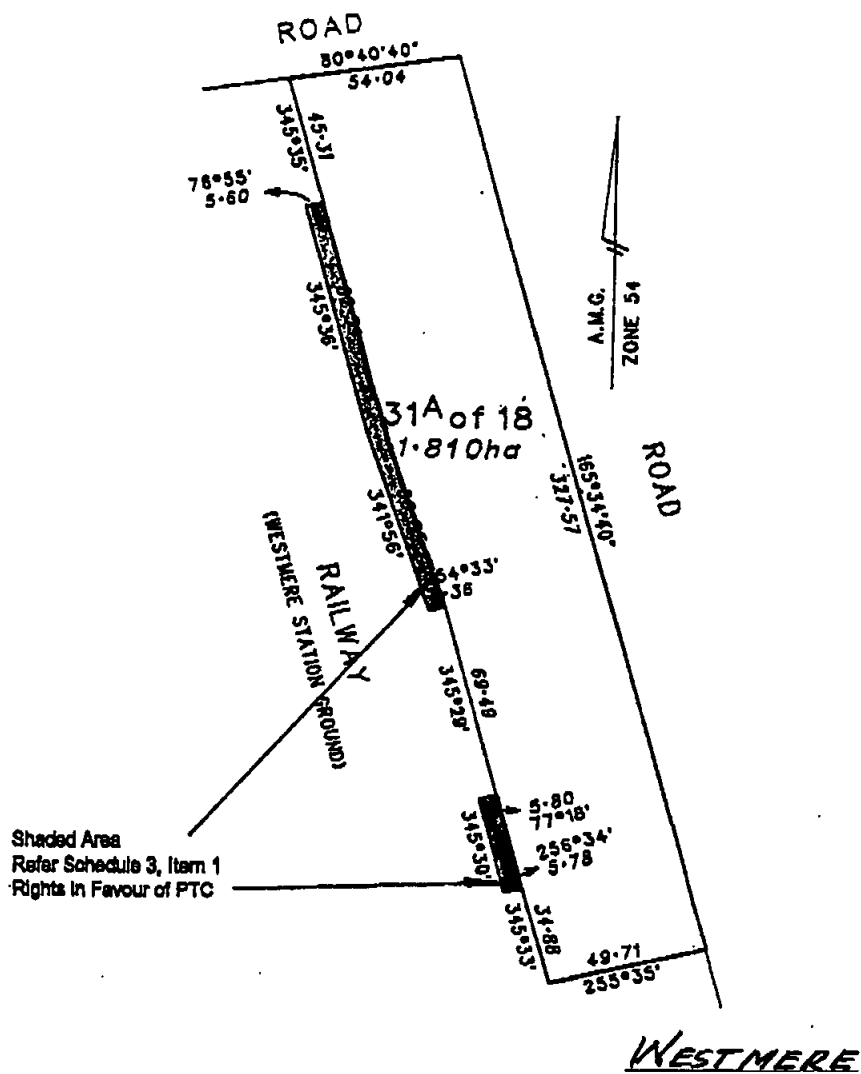 ROAD
80°40'40"
54·04
45·31
345°35'
76°55'
5·60
345°36'
A.M.G.
ZONE 54
31A of 18
1·810ha
ROAD
165°34'40"
327·57
341°56'
RAILWAY
(WESTMERE STATION GROUND)
64°33'
·36
69·49
345°29'
5·80
77°18'
345°30'
256°34'
5·78
Shaded Area
Refer Schedule 3, Item 1
Rights In Favour of PTC
34·88
345°33'
49·71
255°35'
WESTMERE